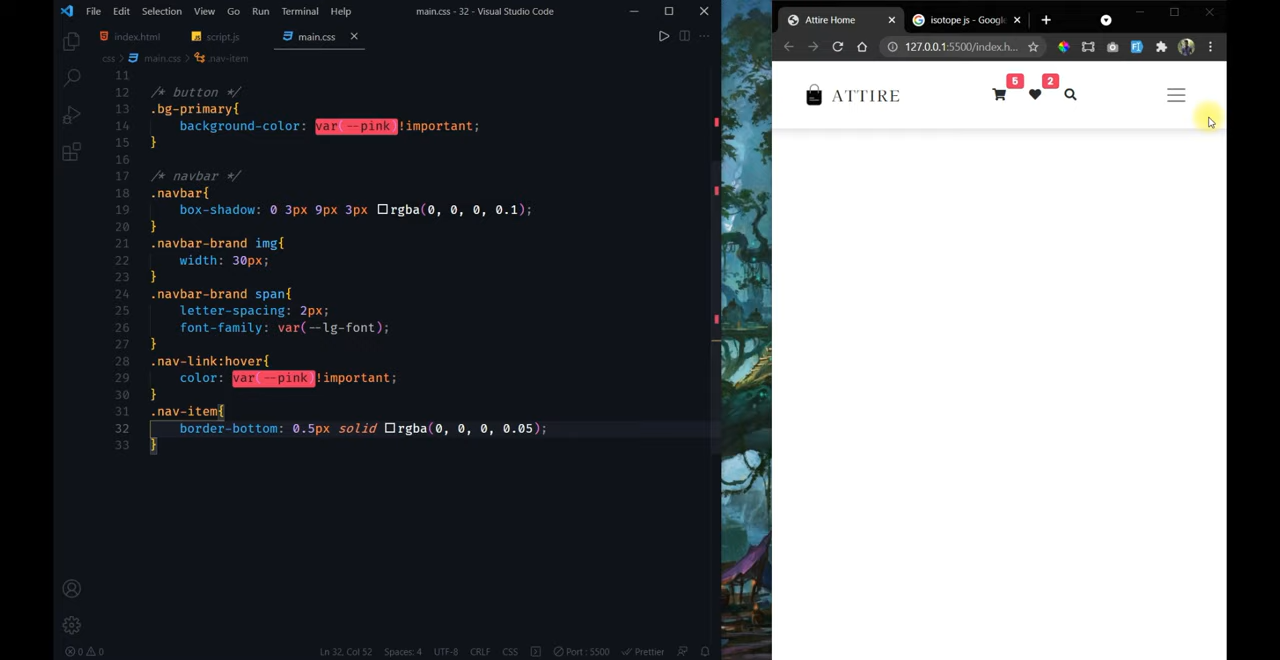 File Edit Selection View Go Run Terminal Help
main.css - 32 - Visual Studio Code
index.html script.js main.css
css > main.css > .nav-item
11
12 /* button */
13 .bg-primary{
14 background-color: var(--pink)!important;
15 }
16
17 /* navbar */
18 .navbar{
19 box-shadow: 0 3px 9px 3px rgba(0, 0, 0, 0.1);
20 }
21 .navbar-brand img{
22 width: 30px;
23 }
24 .navbar-brand span{
25 letter-spacing: 2px;
26 font-family: var(--lg-font);
27 }
28 .nav-link:hover{
29 color: var(--pink)!important;
30 }
31 .nav-item{
32 border-bottom: 0.5px solid rgba(0, 0, 0, 0.05);
33 }
0 0 Ln 32, Col 52 Spaces: 4 UTF-8 CRLF CSS Port : 5500 Prettier
Attire Home
isotope js - Google
127.0.0.1:5500/index.h...
ATTIRE
5 2